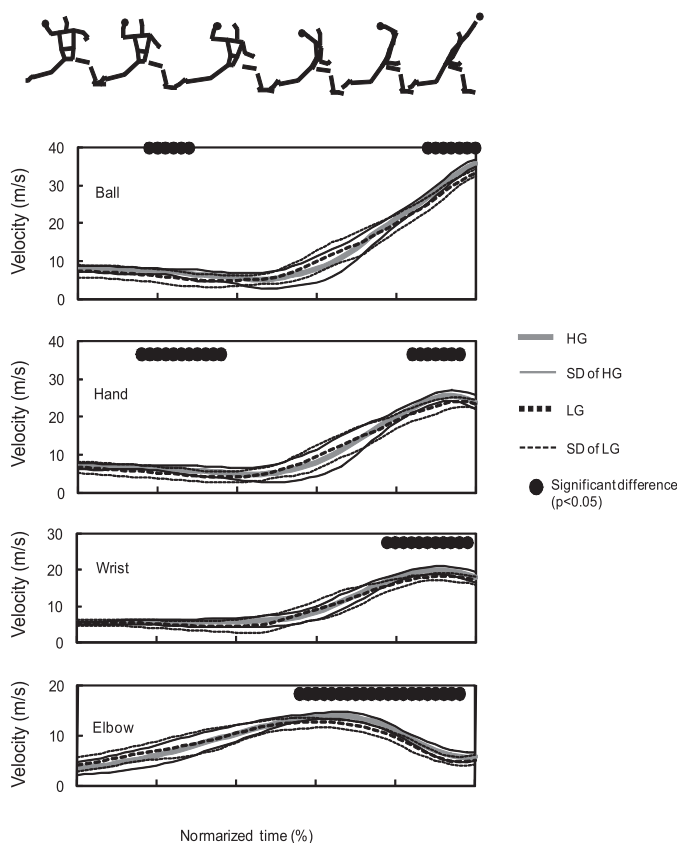 40
30
20
10
0
Velocity (m/s)
Ball
40
30
20
10
0
Velocity (m/s)
Hand
HG
SD of HG
LG
SD of LG
Significant difference
(p<0.05)
30
20
10
0
Velocity (m/s)
Wrist
20
10
0
Velocity (m/s)
Elbow
Normarized time (%)